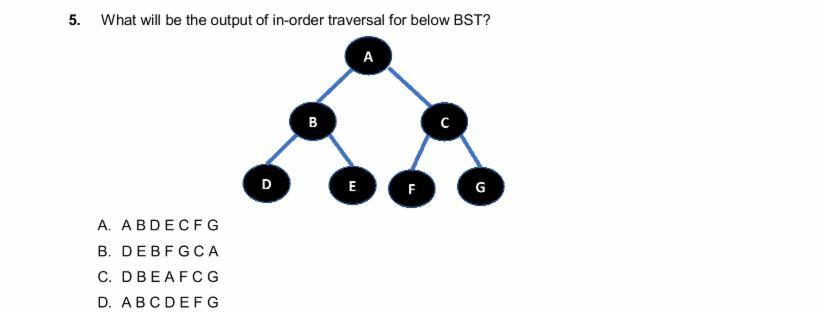 5. What will be the output of in-order traversal for below BST?
A
B C
D E F G
A. A B D E C F G
B. D E B F G C A
C. D B E A F C G
D. A B C D E F G